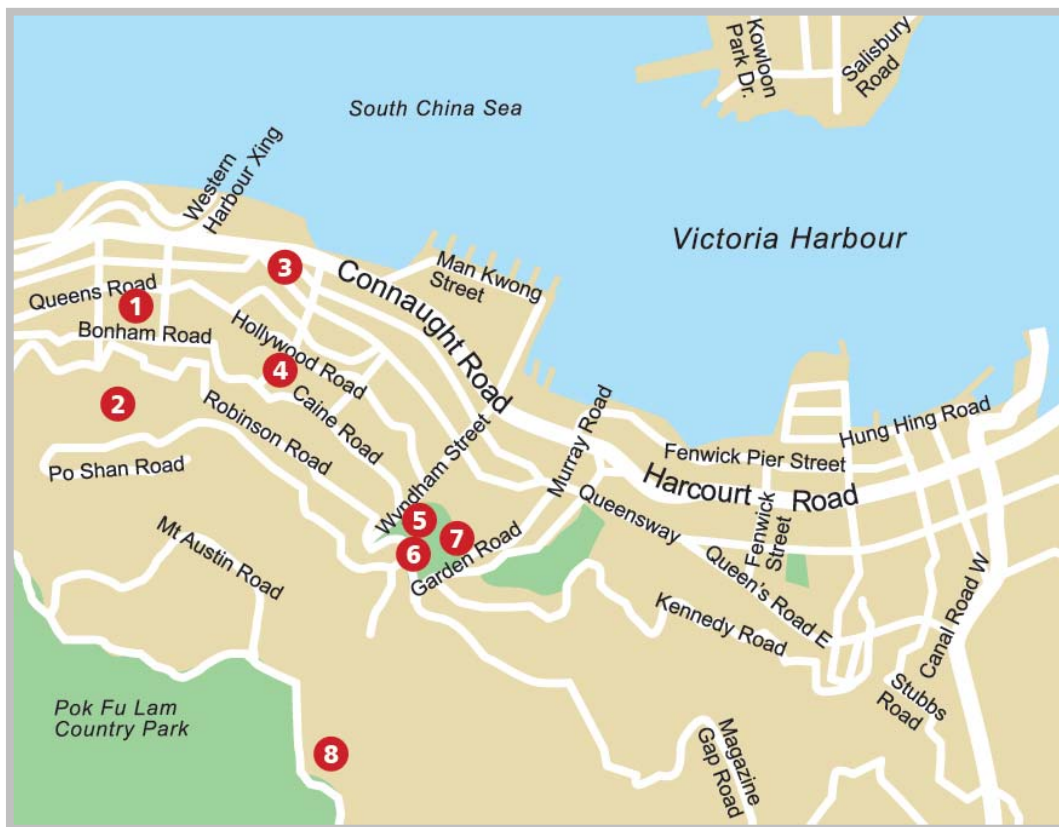 Kowloon
Park Dr.
Salisbury
Road
South China Sea
Western
Harbour Xing
Victoria Harbour
Man Kwong
Street
3
Queens Road
1
Connaught Road
Bonham Road
Hollywood Road
4
2
Caine Road
Robinson Road
Po Shan Road
Murray Road
Hung Hing Road
Fenwick Pier Street
Harcourt Road
Wyndham Street
5
7
6
Garden Road
Queensway
Fenwick
Street
Mt Austin Road
Queen's Road E
Kennedy Road
Canal Road W
Stubbs
Road
Pok Fu Lam
Country Park
8
Magazine
Gap Road